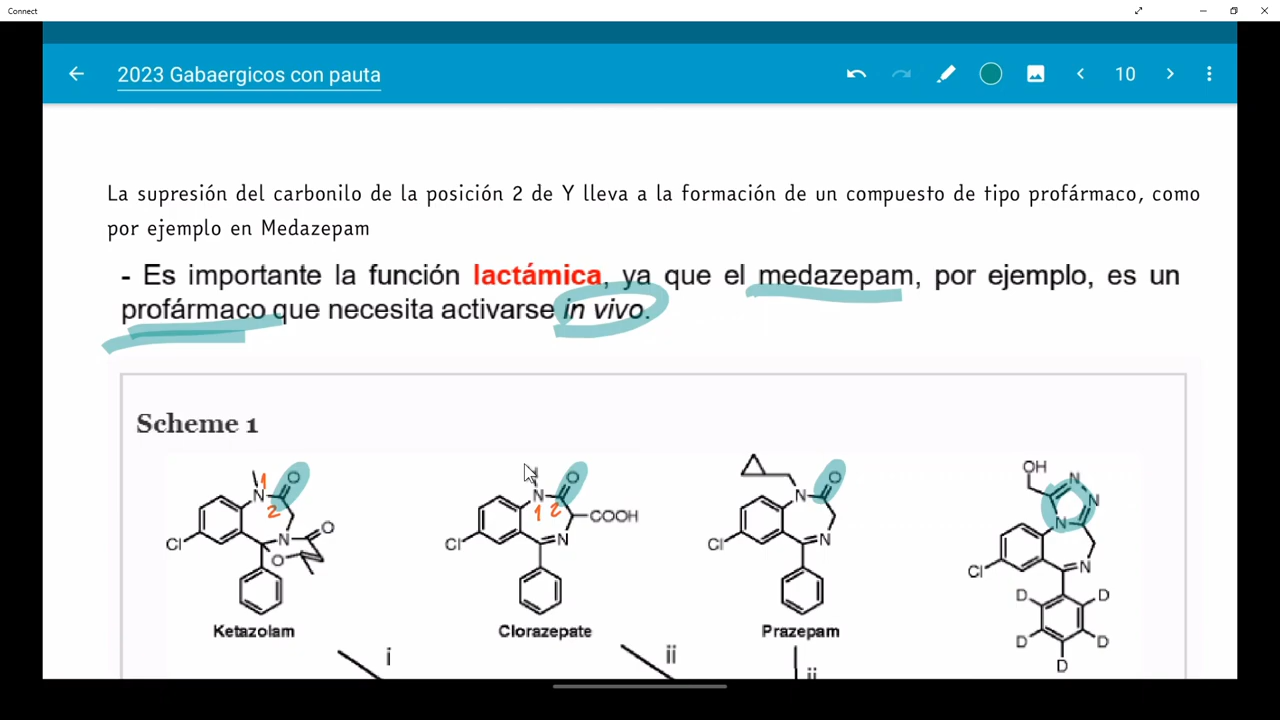 Connect
2023 Gabaergicos con pauta
10
La supresión del carbonilo de la posición 2 de Y lleva a la formación de un compuesto de tipo profármaco, como
por ejemplo en Medazepam
- Es importante la función lactámica, ya que el medazepam, por ejemplo, es un
profármaco que necesita activarse in vivo.
Scheme 1
1 N O 2 N O O Cl
Ketazolam
H N O 1 2 COOH N Cl
Clorazepate
N O N Cl
Prazepam
OH N N N N Cl D D D D D
i
ii
ii